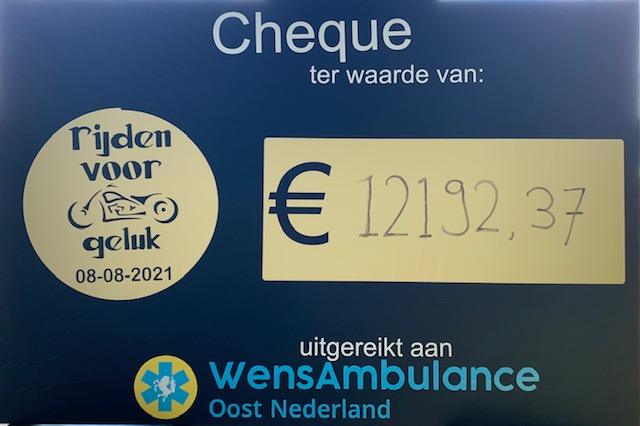 Cheque
ter waarde van:
rijden
voor
geluk
08-08-2021
€ 12192,37
uitgereikt aan
WensAmbulance
Oost Nederland